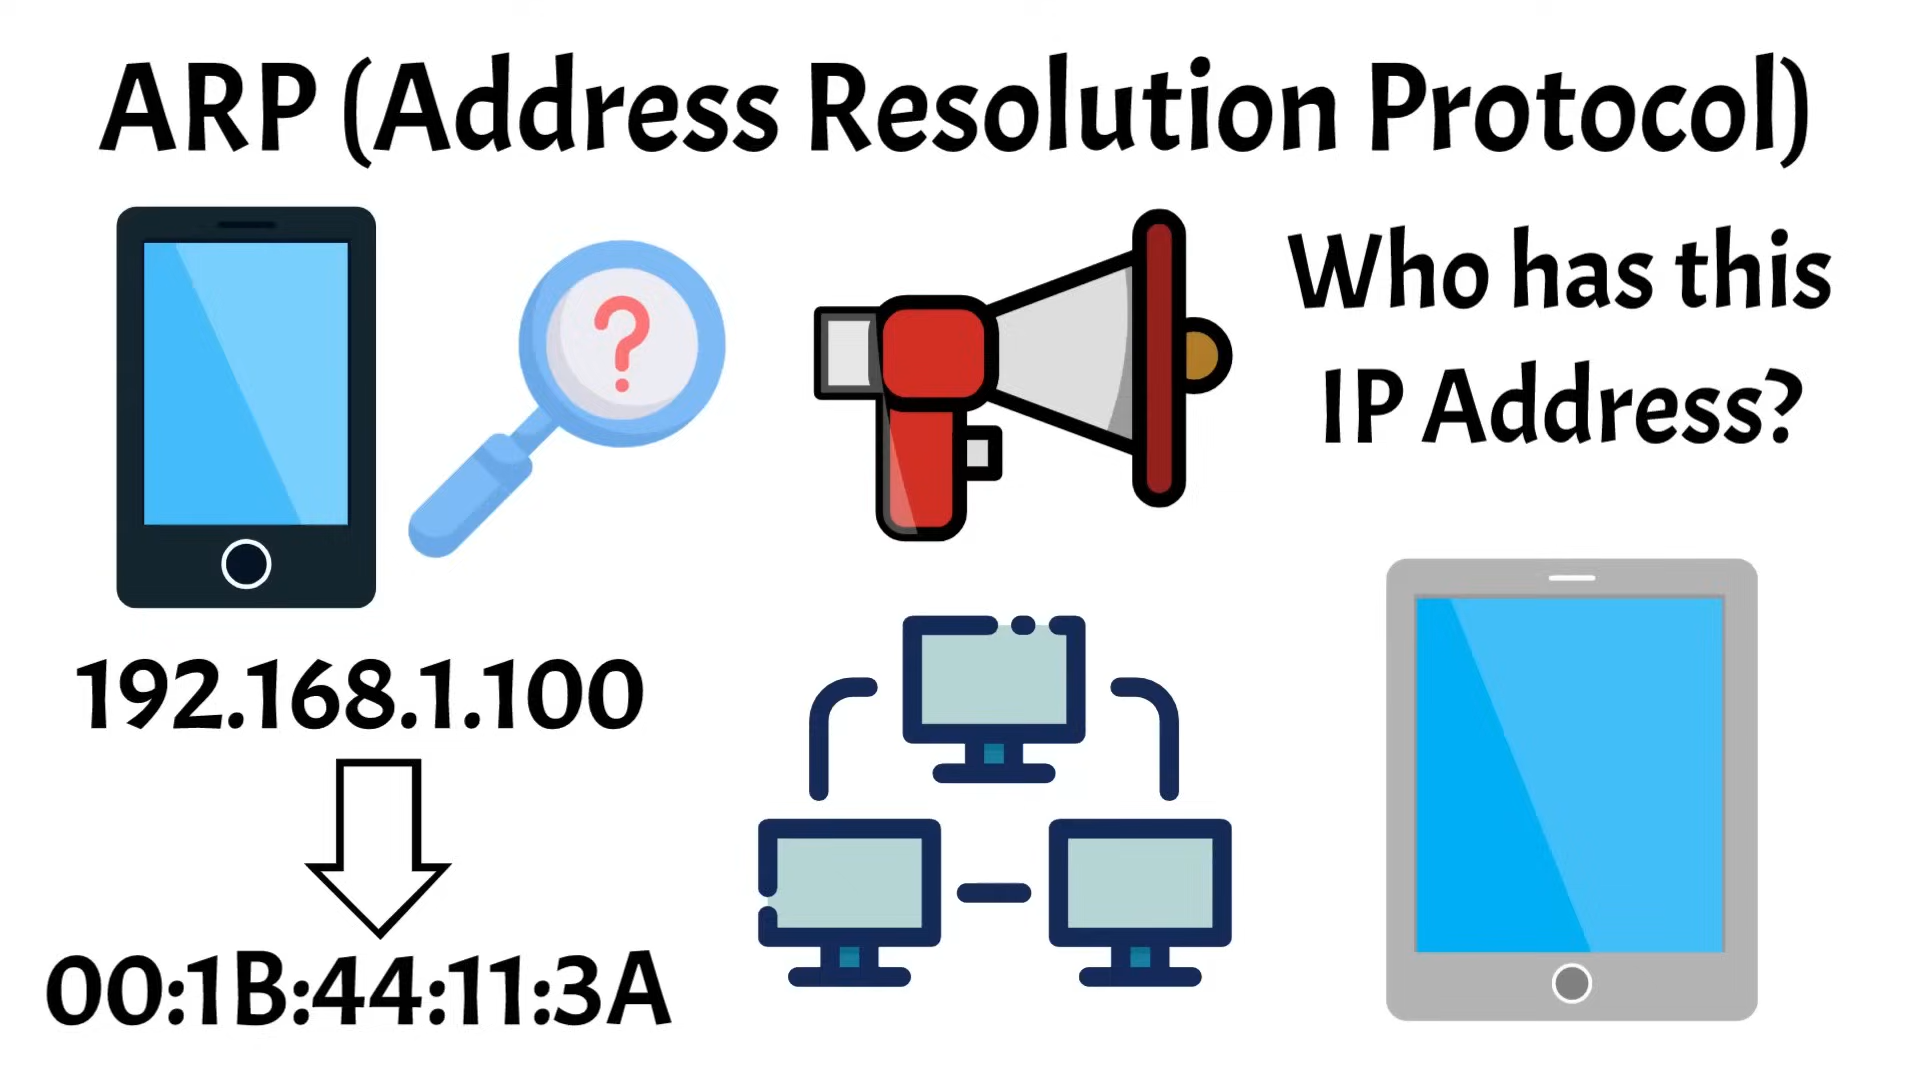 ARP (Address Resolution Protocol)
Who has this
IP Address?
192.168.1.100
00:1B:44:11:3A
?